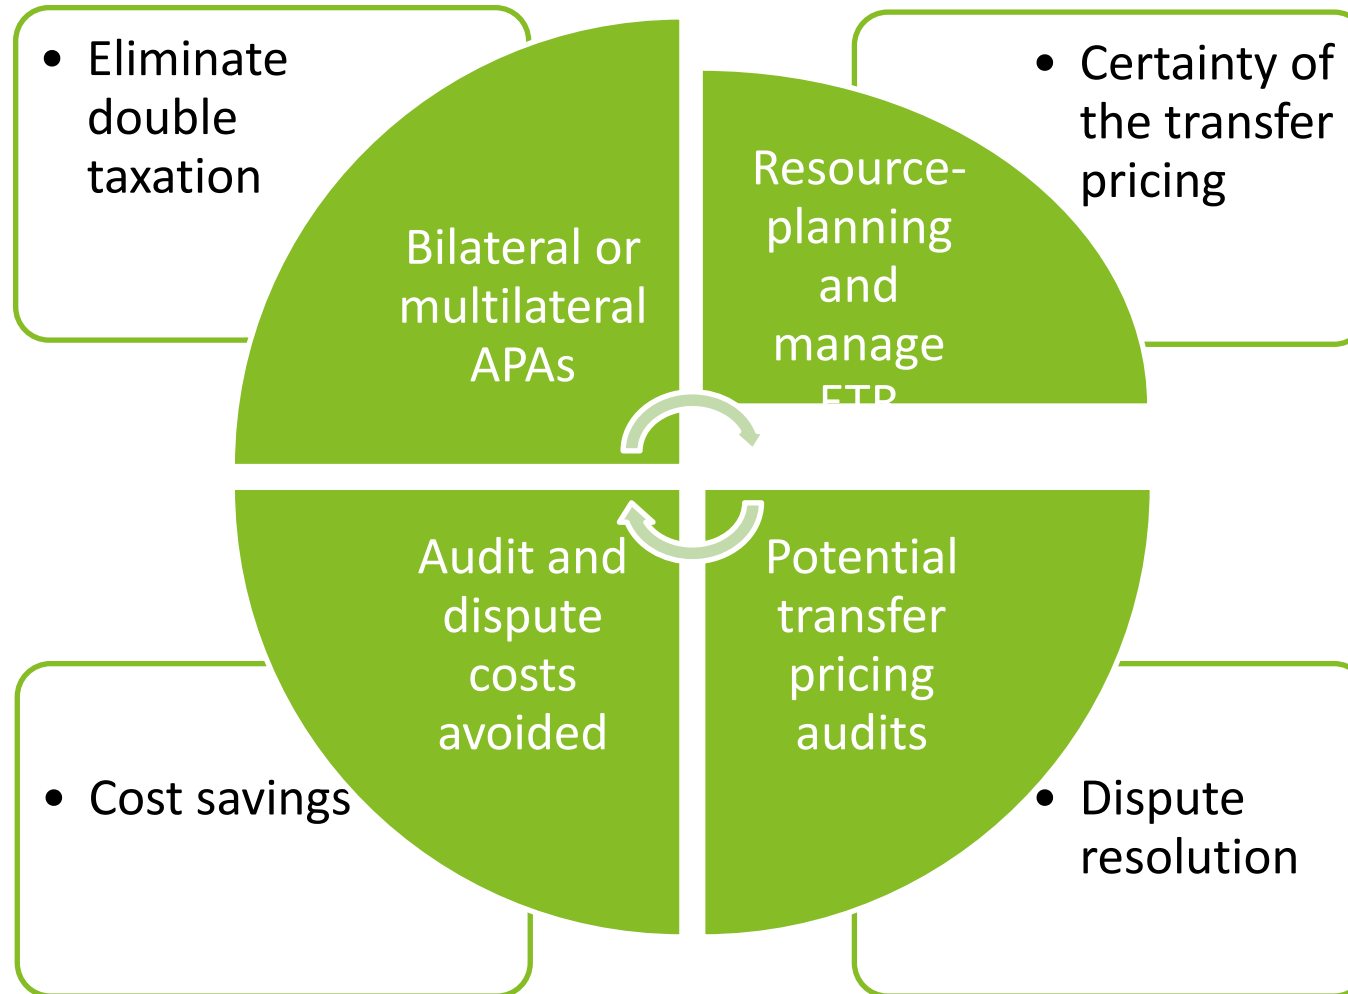 • Eliminate
double
taxation
Bilateral or
multilateral
APAs
Resource-
planning
and
manage
ETR
• Certainty of
the transfer
pricing
Audit and
dispute
costs
avoided
Potential
transfer
pricing
audits
• Cost savings
• Dispute
resolution